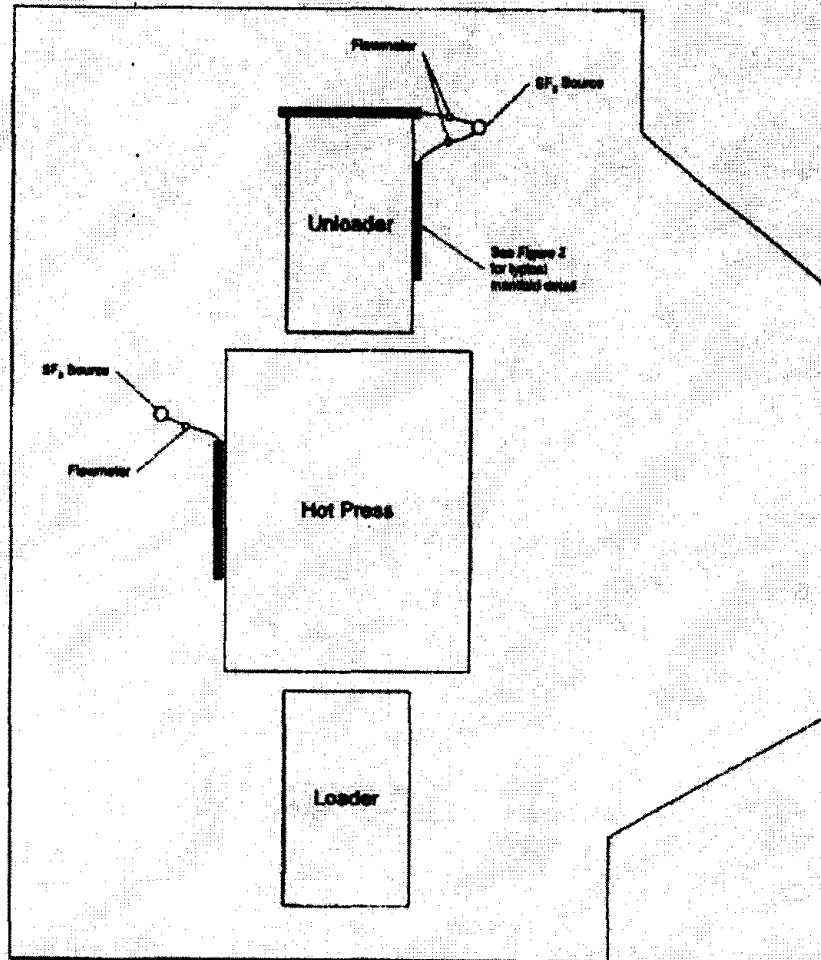 Flowmeter
SF₆ Source
Unloader
See Figure 2
for typical
manifold detail
SF₆ Source
Flowmeter
Hot Press
Loader